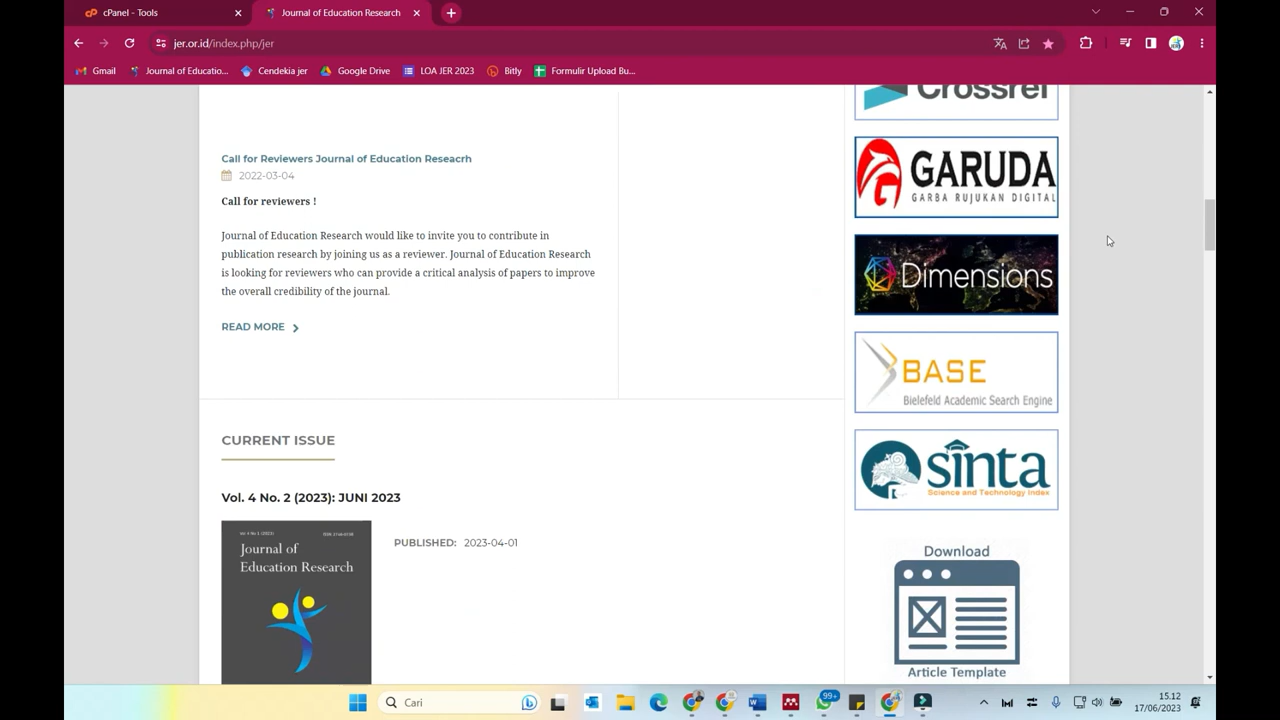 cPanel - Tools
Journal of Education Research
jer.or.id/index.php/jer
Gmail
Journal of Educatio...
Cendekia jer
Google Drive
LOA JER 2023
Bitly
Formulir Upload Bu...
Crossref
Call for Reviewers Journal of Education Reseacrh
2022-03-04
Call for reviewers !
Journal of Education Research would like to invite you to contribute in
publication research by joining us as a reviewer. Journal of Education Research
is looking for reviewers who can provide a critical analysis of papers to improve
the overall credibility of the journal.
READ MORE
GARUDA
GARBA RUJUKAN DIGITAL
Dimensions
BASE
Bielefeld Academic Search Engine
sinta
Science and Technology Index
CURRENT ISSUE
Vol. 4 No. 2 (2023): JUNI 2023
Journal of
Education Research
PUBLISHED: 2023-04-01
Download
Article Template
Cari
99+
15.12
17/06/2023